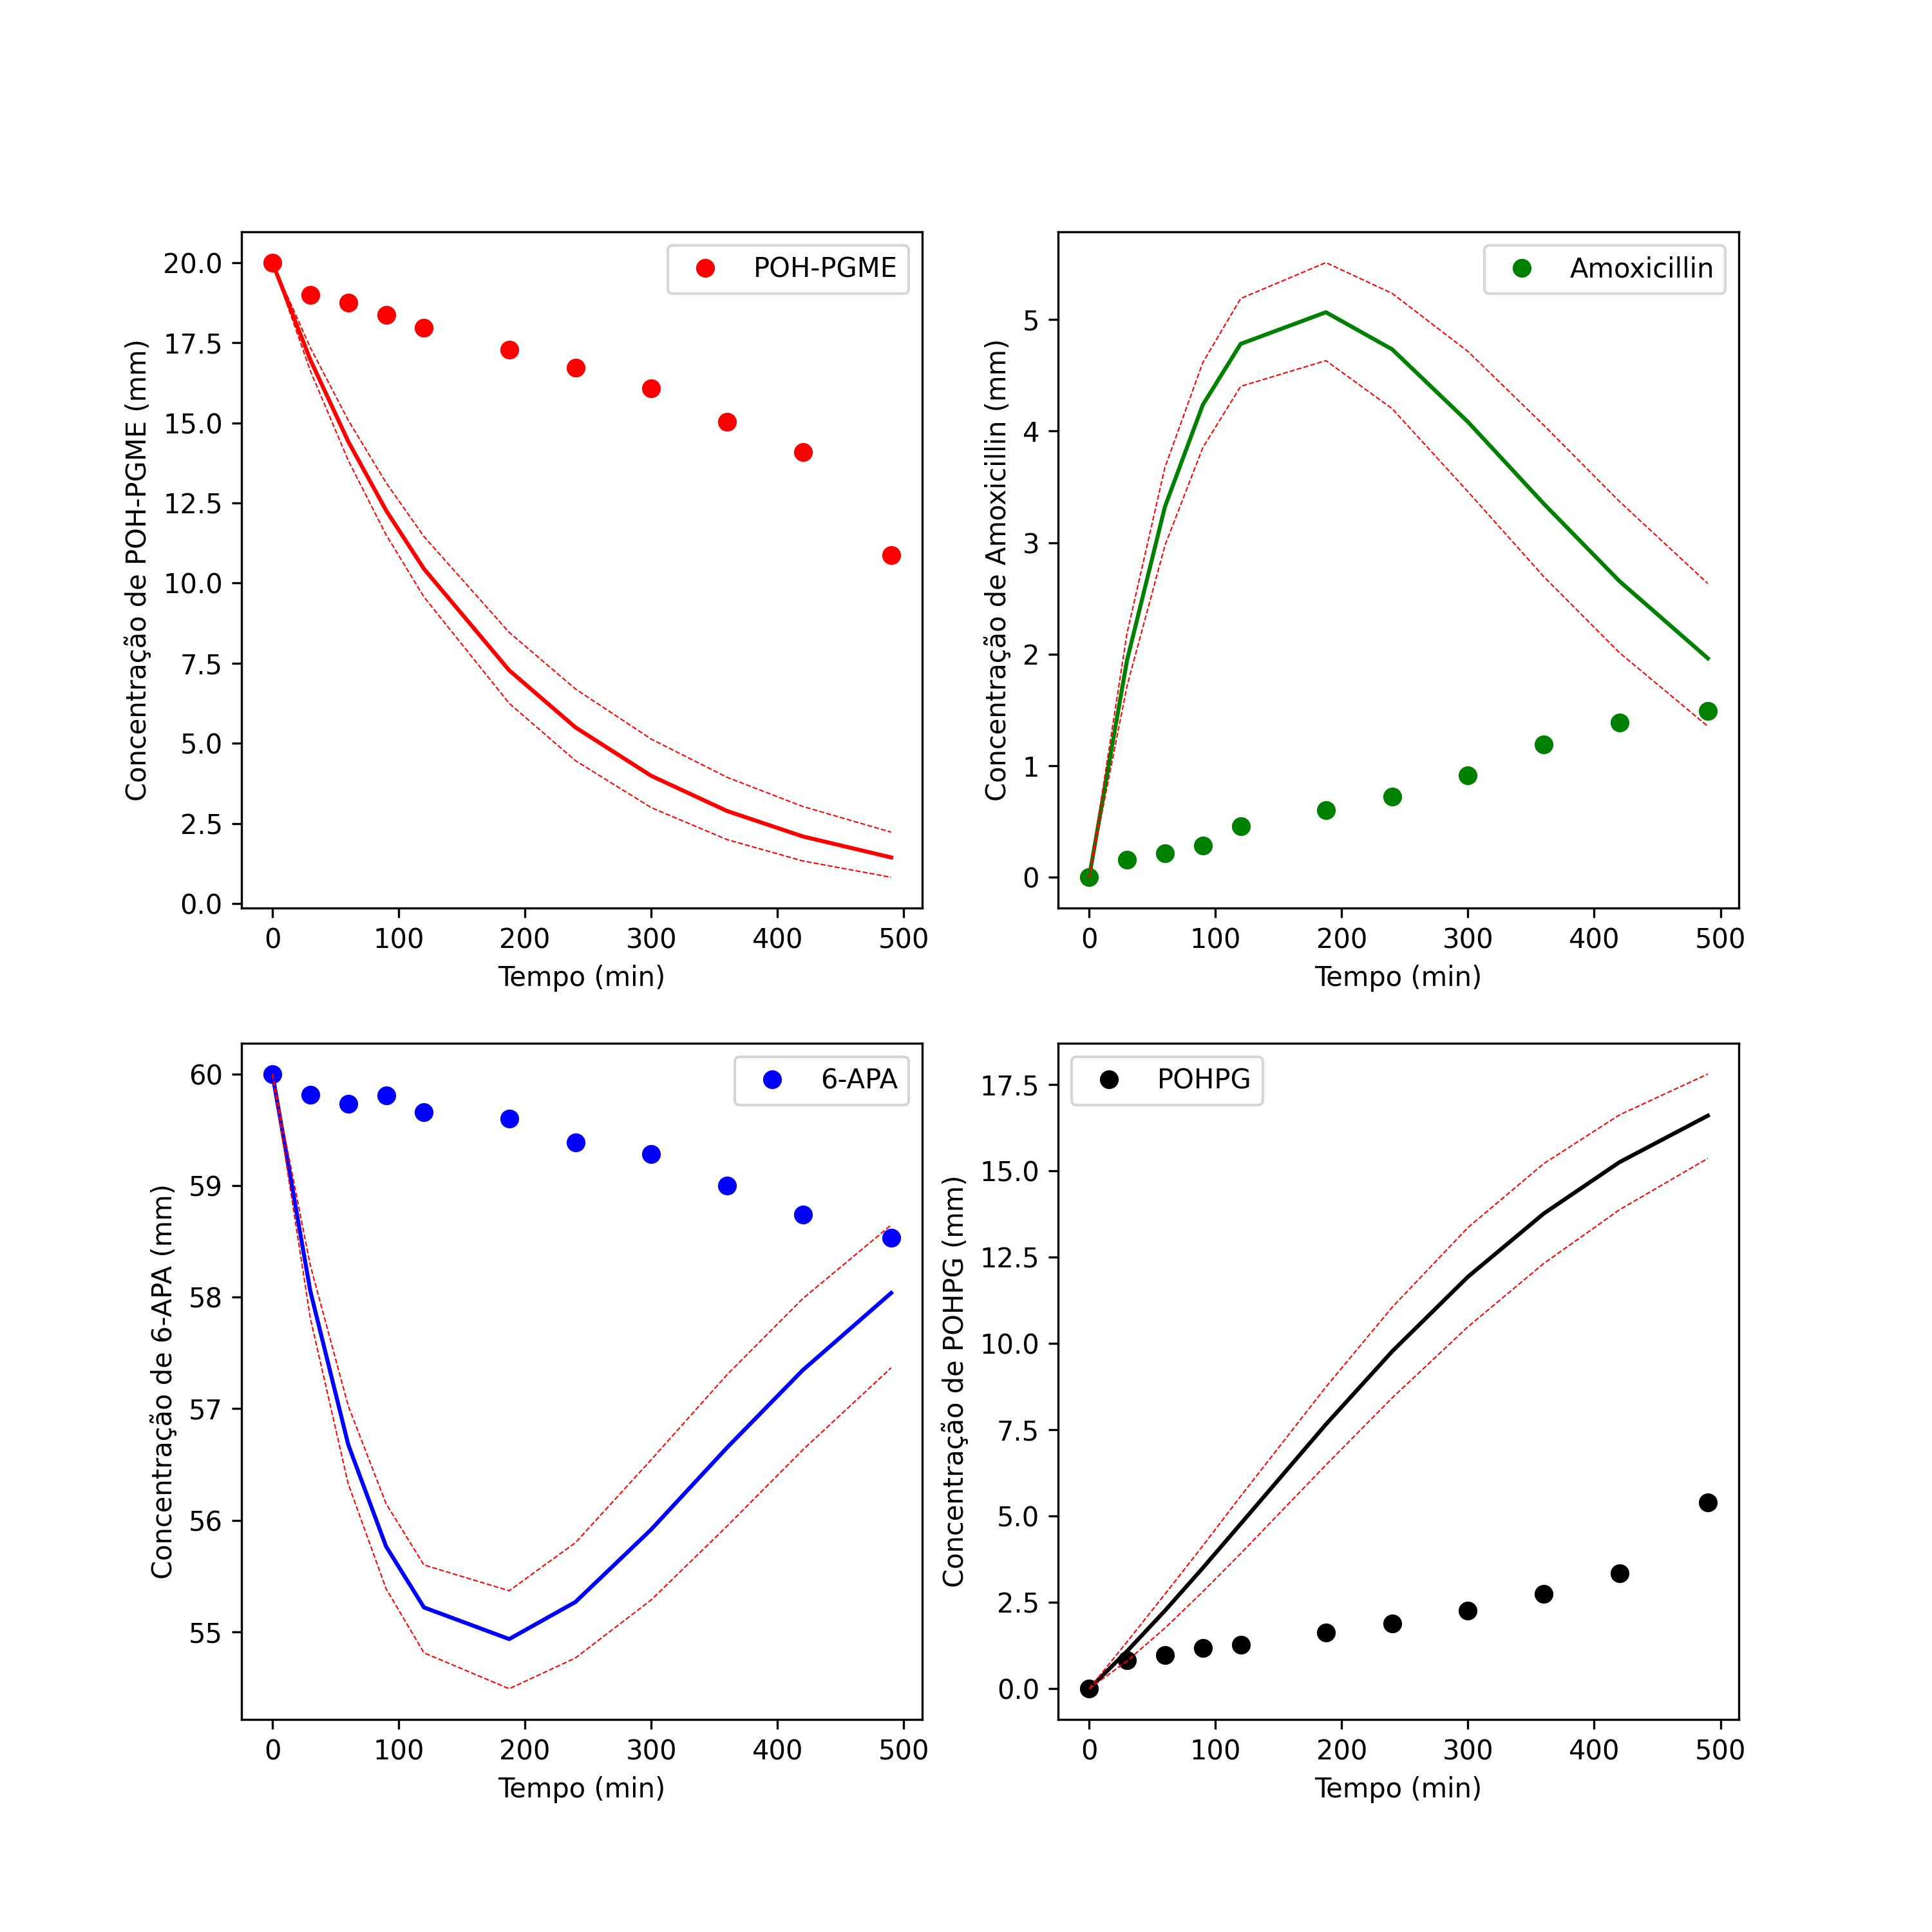 POH-PGME
Concentração de POH-PGME (mm)
20.0
17.5
15.0
12.5
10.0
7.5
5.0
2.5
0.0
0 100 200 300 400 500
Tempo (min)
Amoxicillin
Concentração de Amoxicillin (mm)
5
4
3
2
1
0
0 100 200 300 400 500
Tempo (min)
6-APA
Concentração de 6-APA (mm)
60
59
58
57
56
55
0 100 200 300 400 500
Tempo (min)
POHPG
Concentração de POHPG (mm)
17.5
15.0
12.5
10.0
7.5
5.0
2.5
0.0
0 100 200 300 400 500
Tempo (min)